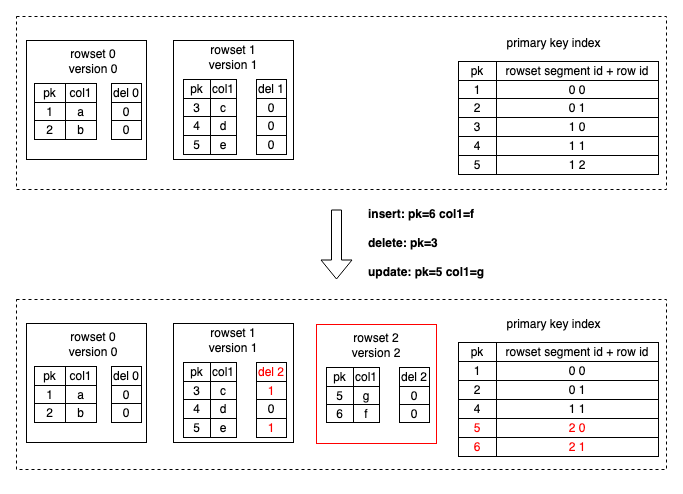 rowset 0
version 0
pk col1 del 0
1 a 0
2 b 0
rowset 1
version 1
pk col1 del 1
3 c 0
4 d 0
5 e 0
primary key index
pk rowset segment id + row id
1 0 0
2 0 1
3 1 0
4 1 1
5 1 2
insert: pk=6 col1=f
delete: pk=3
update: pk=5 col1=g
rowset 0
version 0
pk col1 del 0
1 a 0
2 b 0
rowset 1
version 1
pk col1 del 2
3 c 1
4 d 0
5 e 1
rowset 2
version 2
pk col1 del 2
5 g 0
6 f 0
primary key index
pk rowset segment id + row id
1 0 0
2 0 1
4 1 1
5 2 0
6 2 1